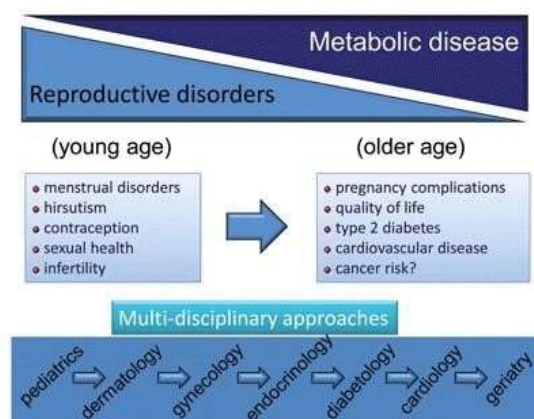 Metabolic disease
Reproductive disorders
(young age)
(older age)
menstrual disorders
hirsutism
contraception
sexual health
infertility
pregnancy complications
quality of life
type 2 diabetes
cardiovascular disease
cancer risk?
Multi-disciplinary approaches
pediatrics
dermatology
gynecology
endocrinology
diabetology
cardiology
geriatry